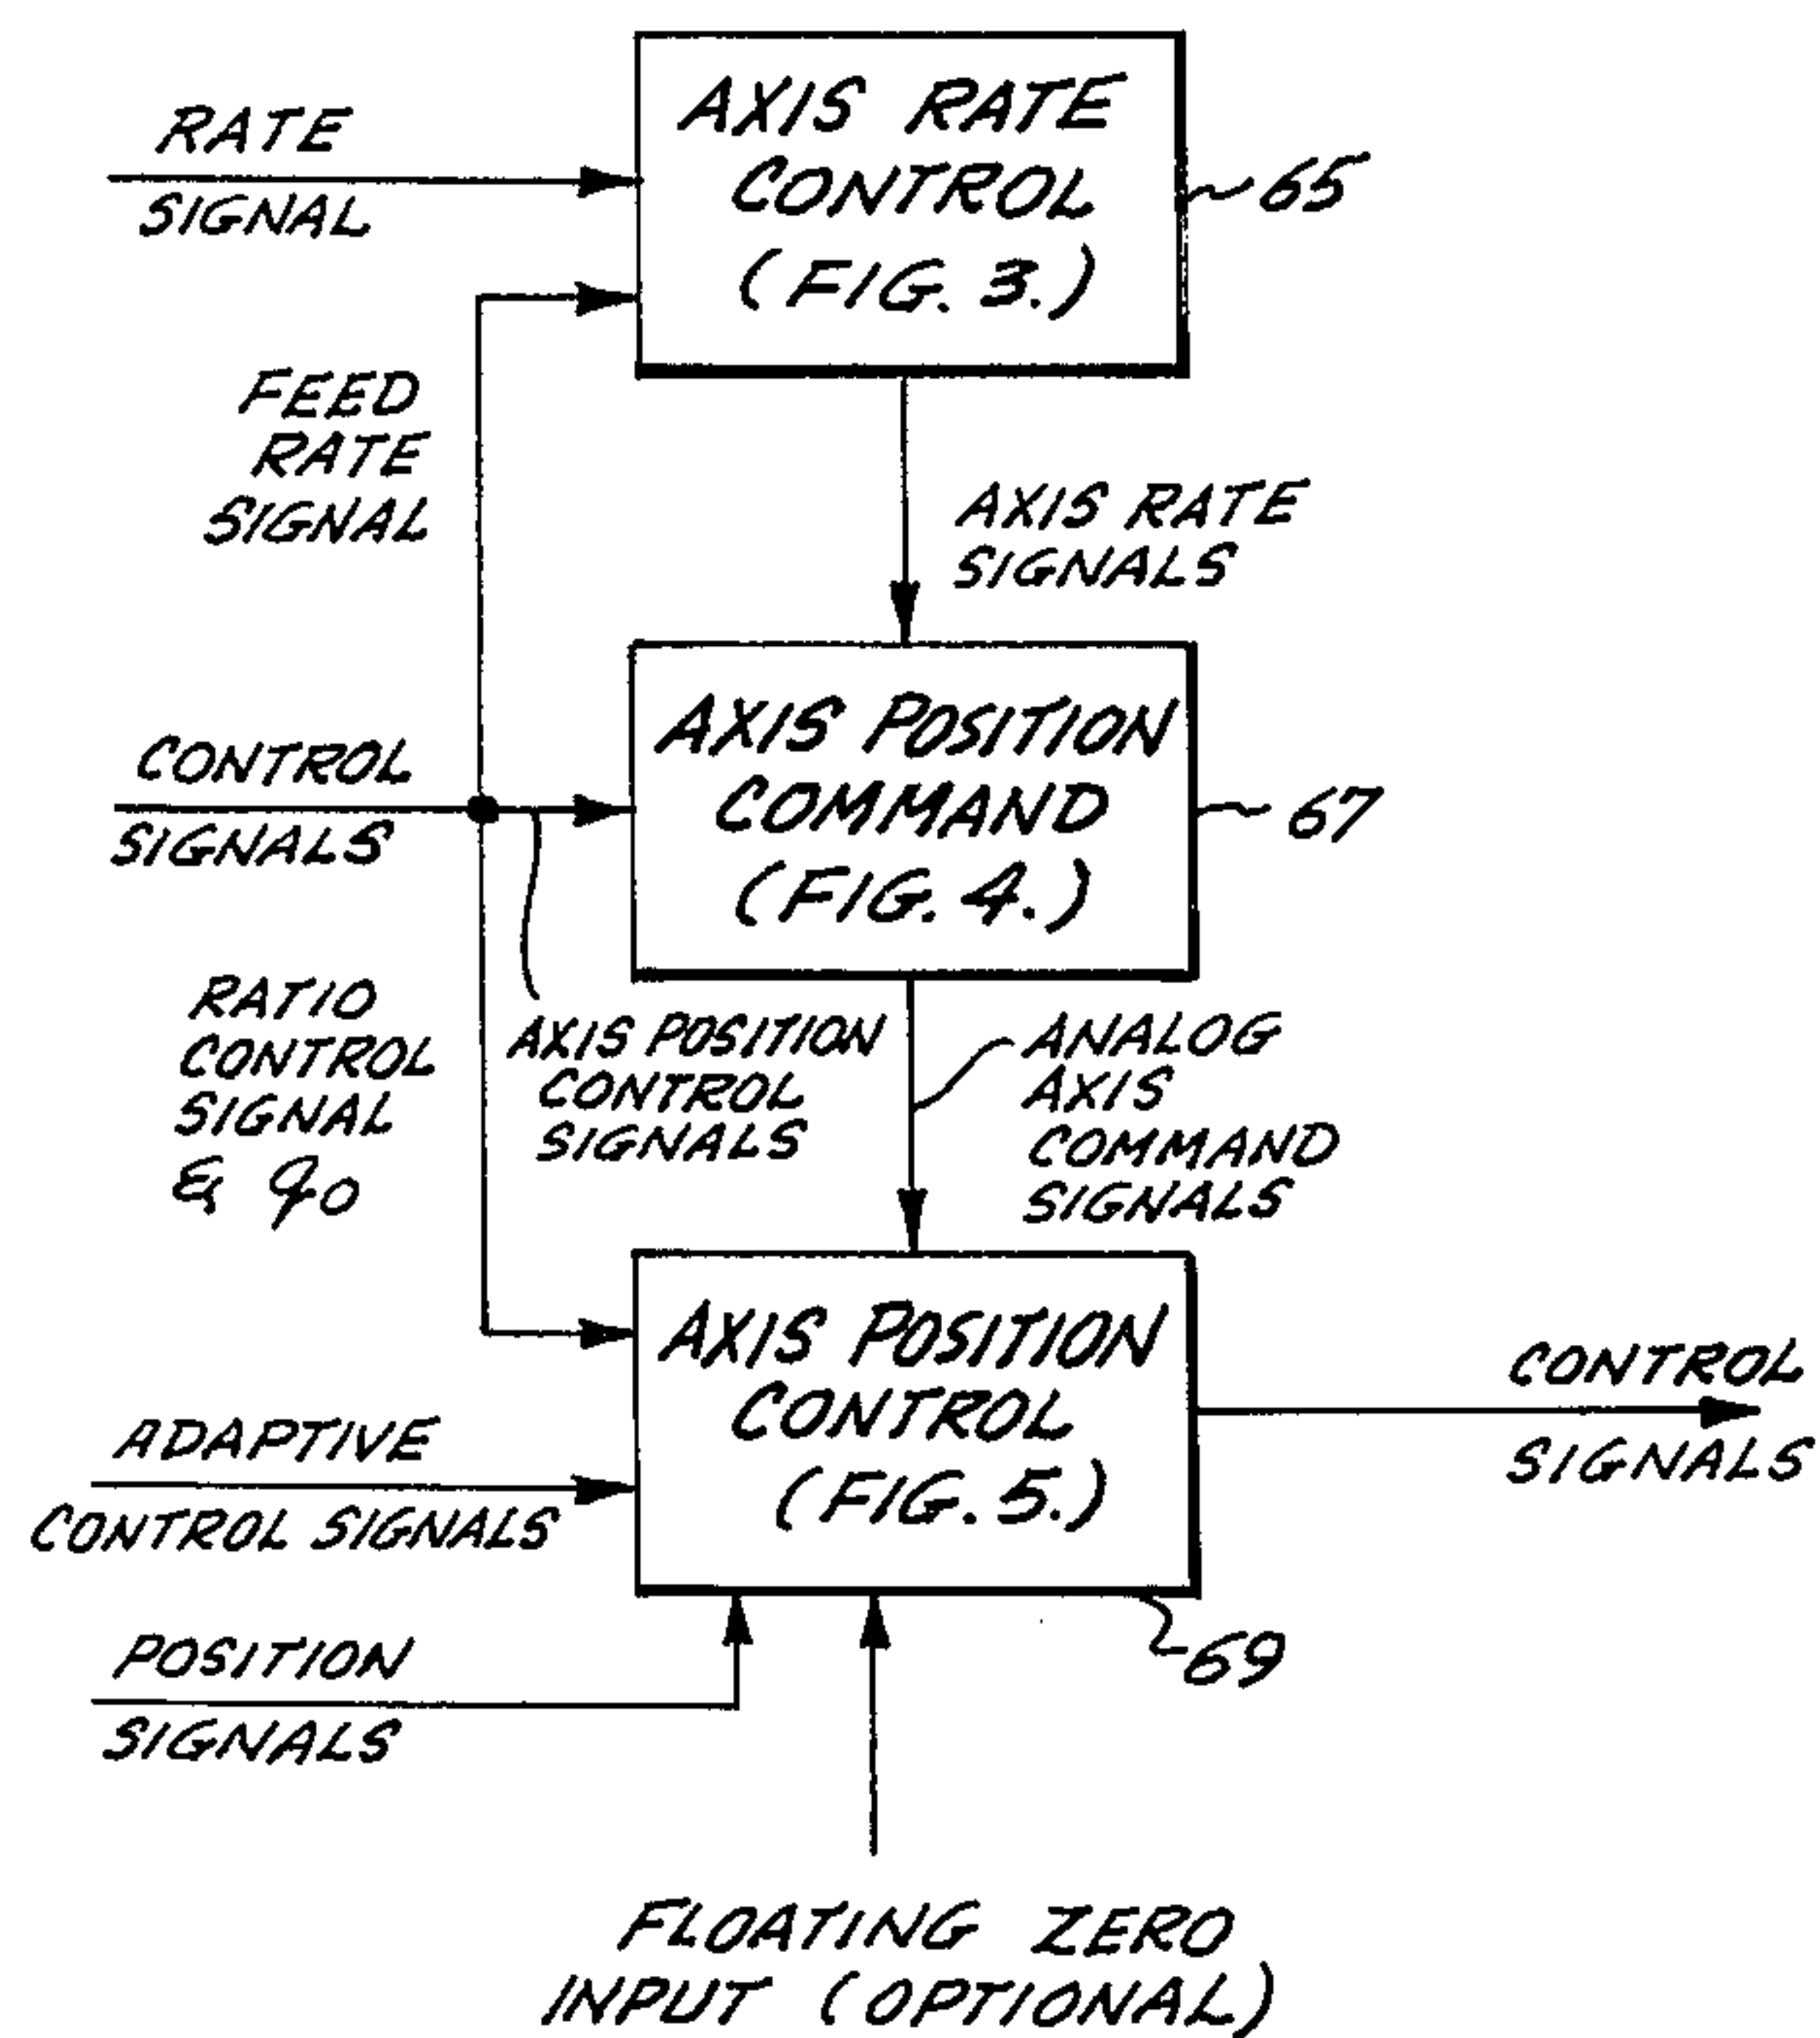 AXIS RATE
CONTROL
(FIG. 3.)
65
RATE
SIGNAL
FEED
RATE
SIGNAL
AXIS RATE
SIGNALS
AXIS POSITION
COMMAND
(FIG. 4.)
67
CONTROL
SIGNALS
RATIO
CONTROL
SIGNAL
& q0
AXIS POSITION
CONTROL
SIGNALS
ANALOG
AXIS
COMMAND
SIGNALS
AXIS POSITION
CONTROL
(FIG. 5.)
69
CONTROL
SIGNALS
ADAPTIVE
CONTROL SIGNALS
POSITION
SIGNALS
FLOATING ZERO
INPUT (OPTIONAL)